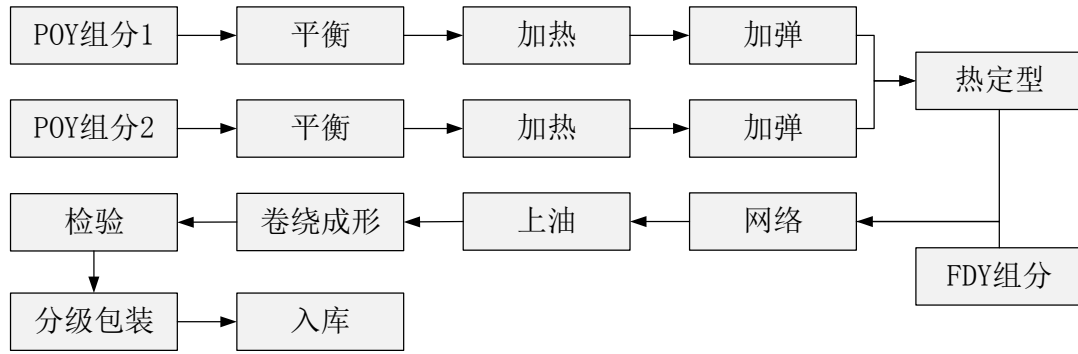 POY组分1
平衡
加热
加弹
热定型
POY组分2
平衡
加热
加弹
检验
卷绕成形
上油
网络
FDY组分
分级包装
入库